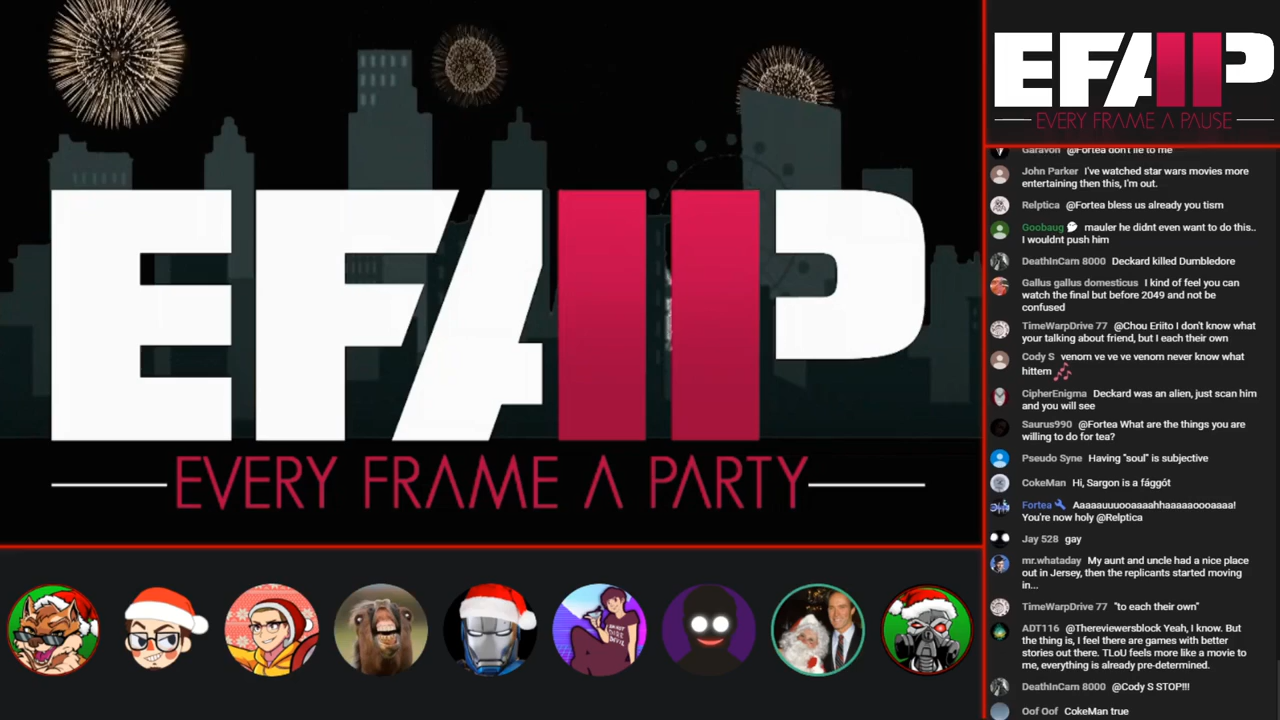 EFAP
EVERY FRAME A PARTY
EFAP
EVERY FRAME A PAUSE
Garavon @Fortea don't lie to me
John Parker I've watched star wars movies more
entertaining then this, I'm out.
Relptica @Fortea bless us already you tism
Goobaug mauler he didnt even want to do this..
I wouldnt push him
DeathInCam 8000 Deckard killed Dumbledore
Gallus gallus domesticus I kind of feel you can
watch the final but before 2049 and not be
confused
TimeWarpDrive 77 @Chou Eriito I don't know what
your talking about friend, but I each their own
Cody S venom ve ve ve venom never know what
hittem
CipherEnigma Deckard was an alien, just scan him
and you will see
Saurus990 @Fortea What are the things you are
willing to do for tea?
Pseudo Syne Having "soul" is subjective
CokeMan Hi, Sargon is a fággót
Fortea Aaaaauuuooaaaahhaaaaaoooaaaa!
You're now holy @Relptica
Jay 528 gay
mr.whataday My aunt and uncle had a nice place
out in Jersey, then the replicants started moving
in...
TimeWarpDrive 77 "to each their own"
ADT116 @Thereviewersblock Yeah, I know. But
the thing is, I feel there are games with better
stories out there. TLoU feels more like a movie to
me, everything is already pre-determined.
DeathInCam 8000 @Cody S STOP!!!
Oof Oof CokeMan true